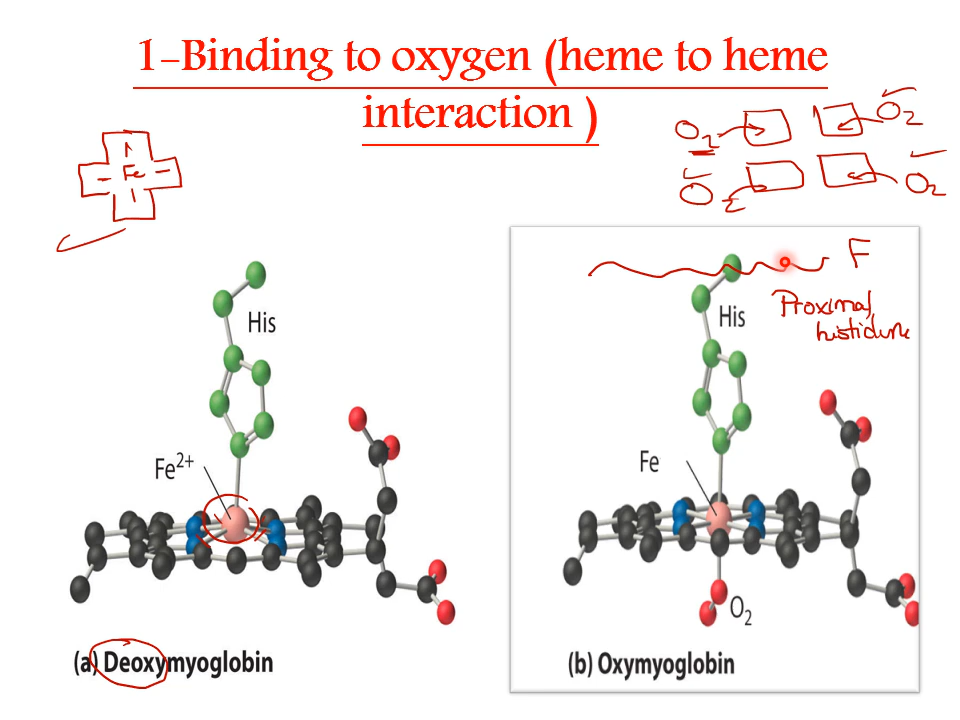 1-Binding to oxygen (heme to heme
interaction )
O2
O2
O2
O2
Fe
F
His
His
Proximal
histidine
Fe2+
Fe
O2
(a) Deoxymyoglobin
(b) Oxymyoglobin